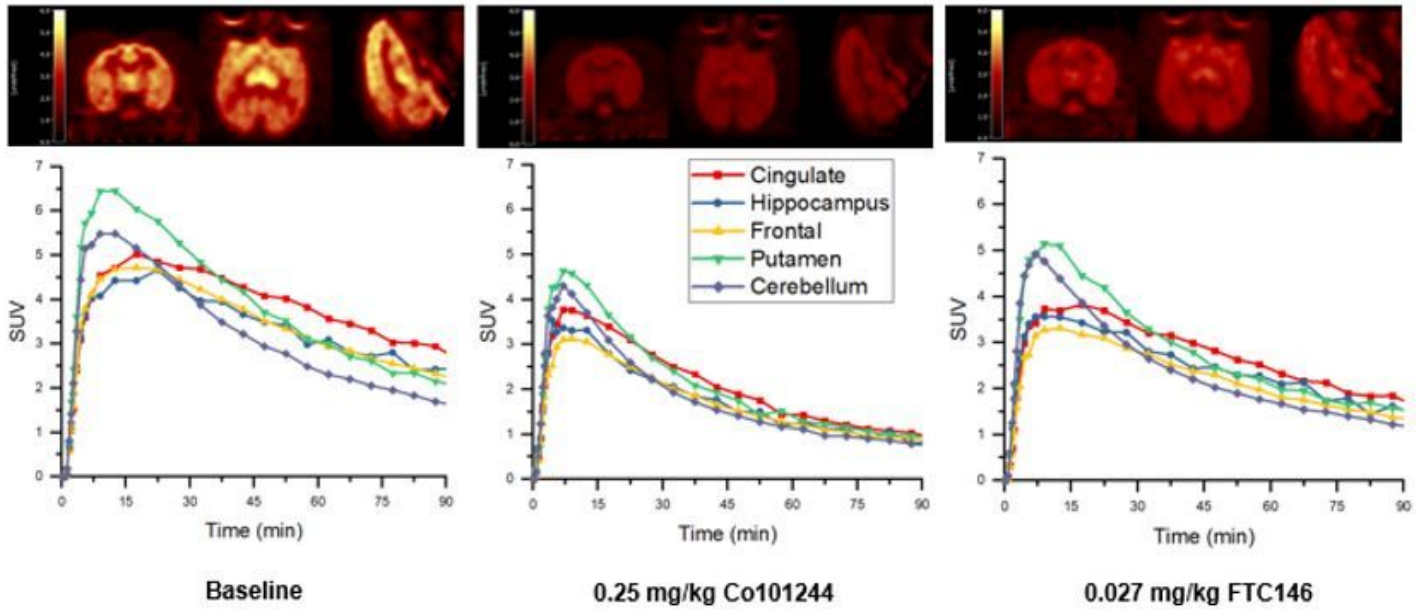 7
6
5
4
3
2
1
0
SUV
0 15 30 45 60 75 90
Time (min)
Baseline
7
6
5
4
3
2
1
0
SUV
Cingulate
Hippocampus
Frontal
Putamen
Cerebellum
0 15 30 45 60 75 90
Time (min)
0.25 mg/kg Co101244
7
6
5
4
3
2
1
0
SUV
0 15 30 45 60 75 90
Time (min)
0.027 mg/kg FTC146